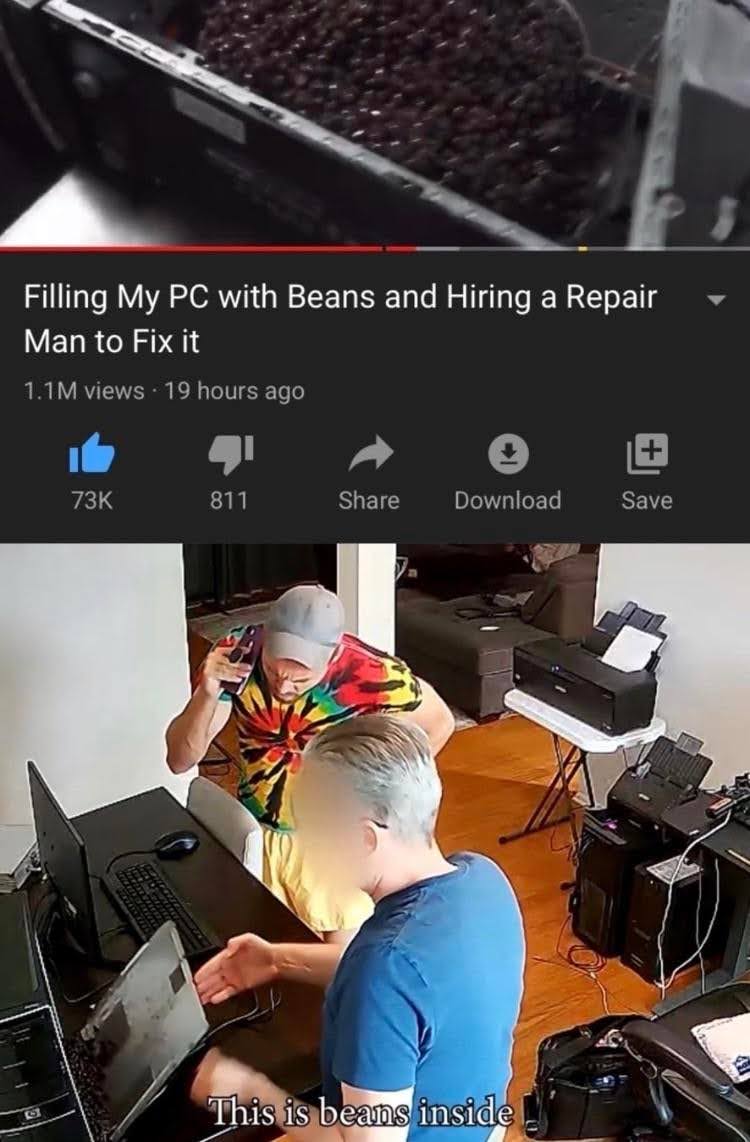 Filling My PC with Beans and Hiring a Repair
Man to Fix it
1.1M views · 19 hours ago
73K
811
Share
Download
Save
This is beans inside